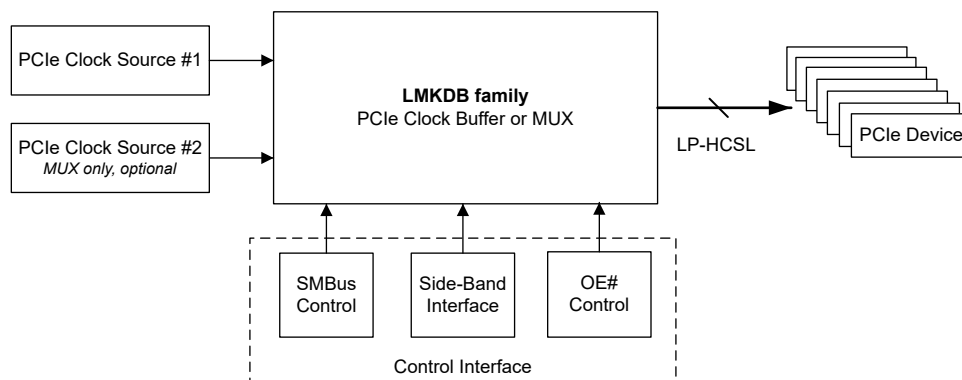 PCIe Clock Source #1
PCIe Clock Source #2
MUX only, optional
LMKDB family
PCIe Clock Buffer or MUX
LP-HCSL
PCIe Device
SMBus
Control
Side-Band
Interface
OE#
Control
Control Interface